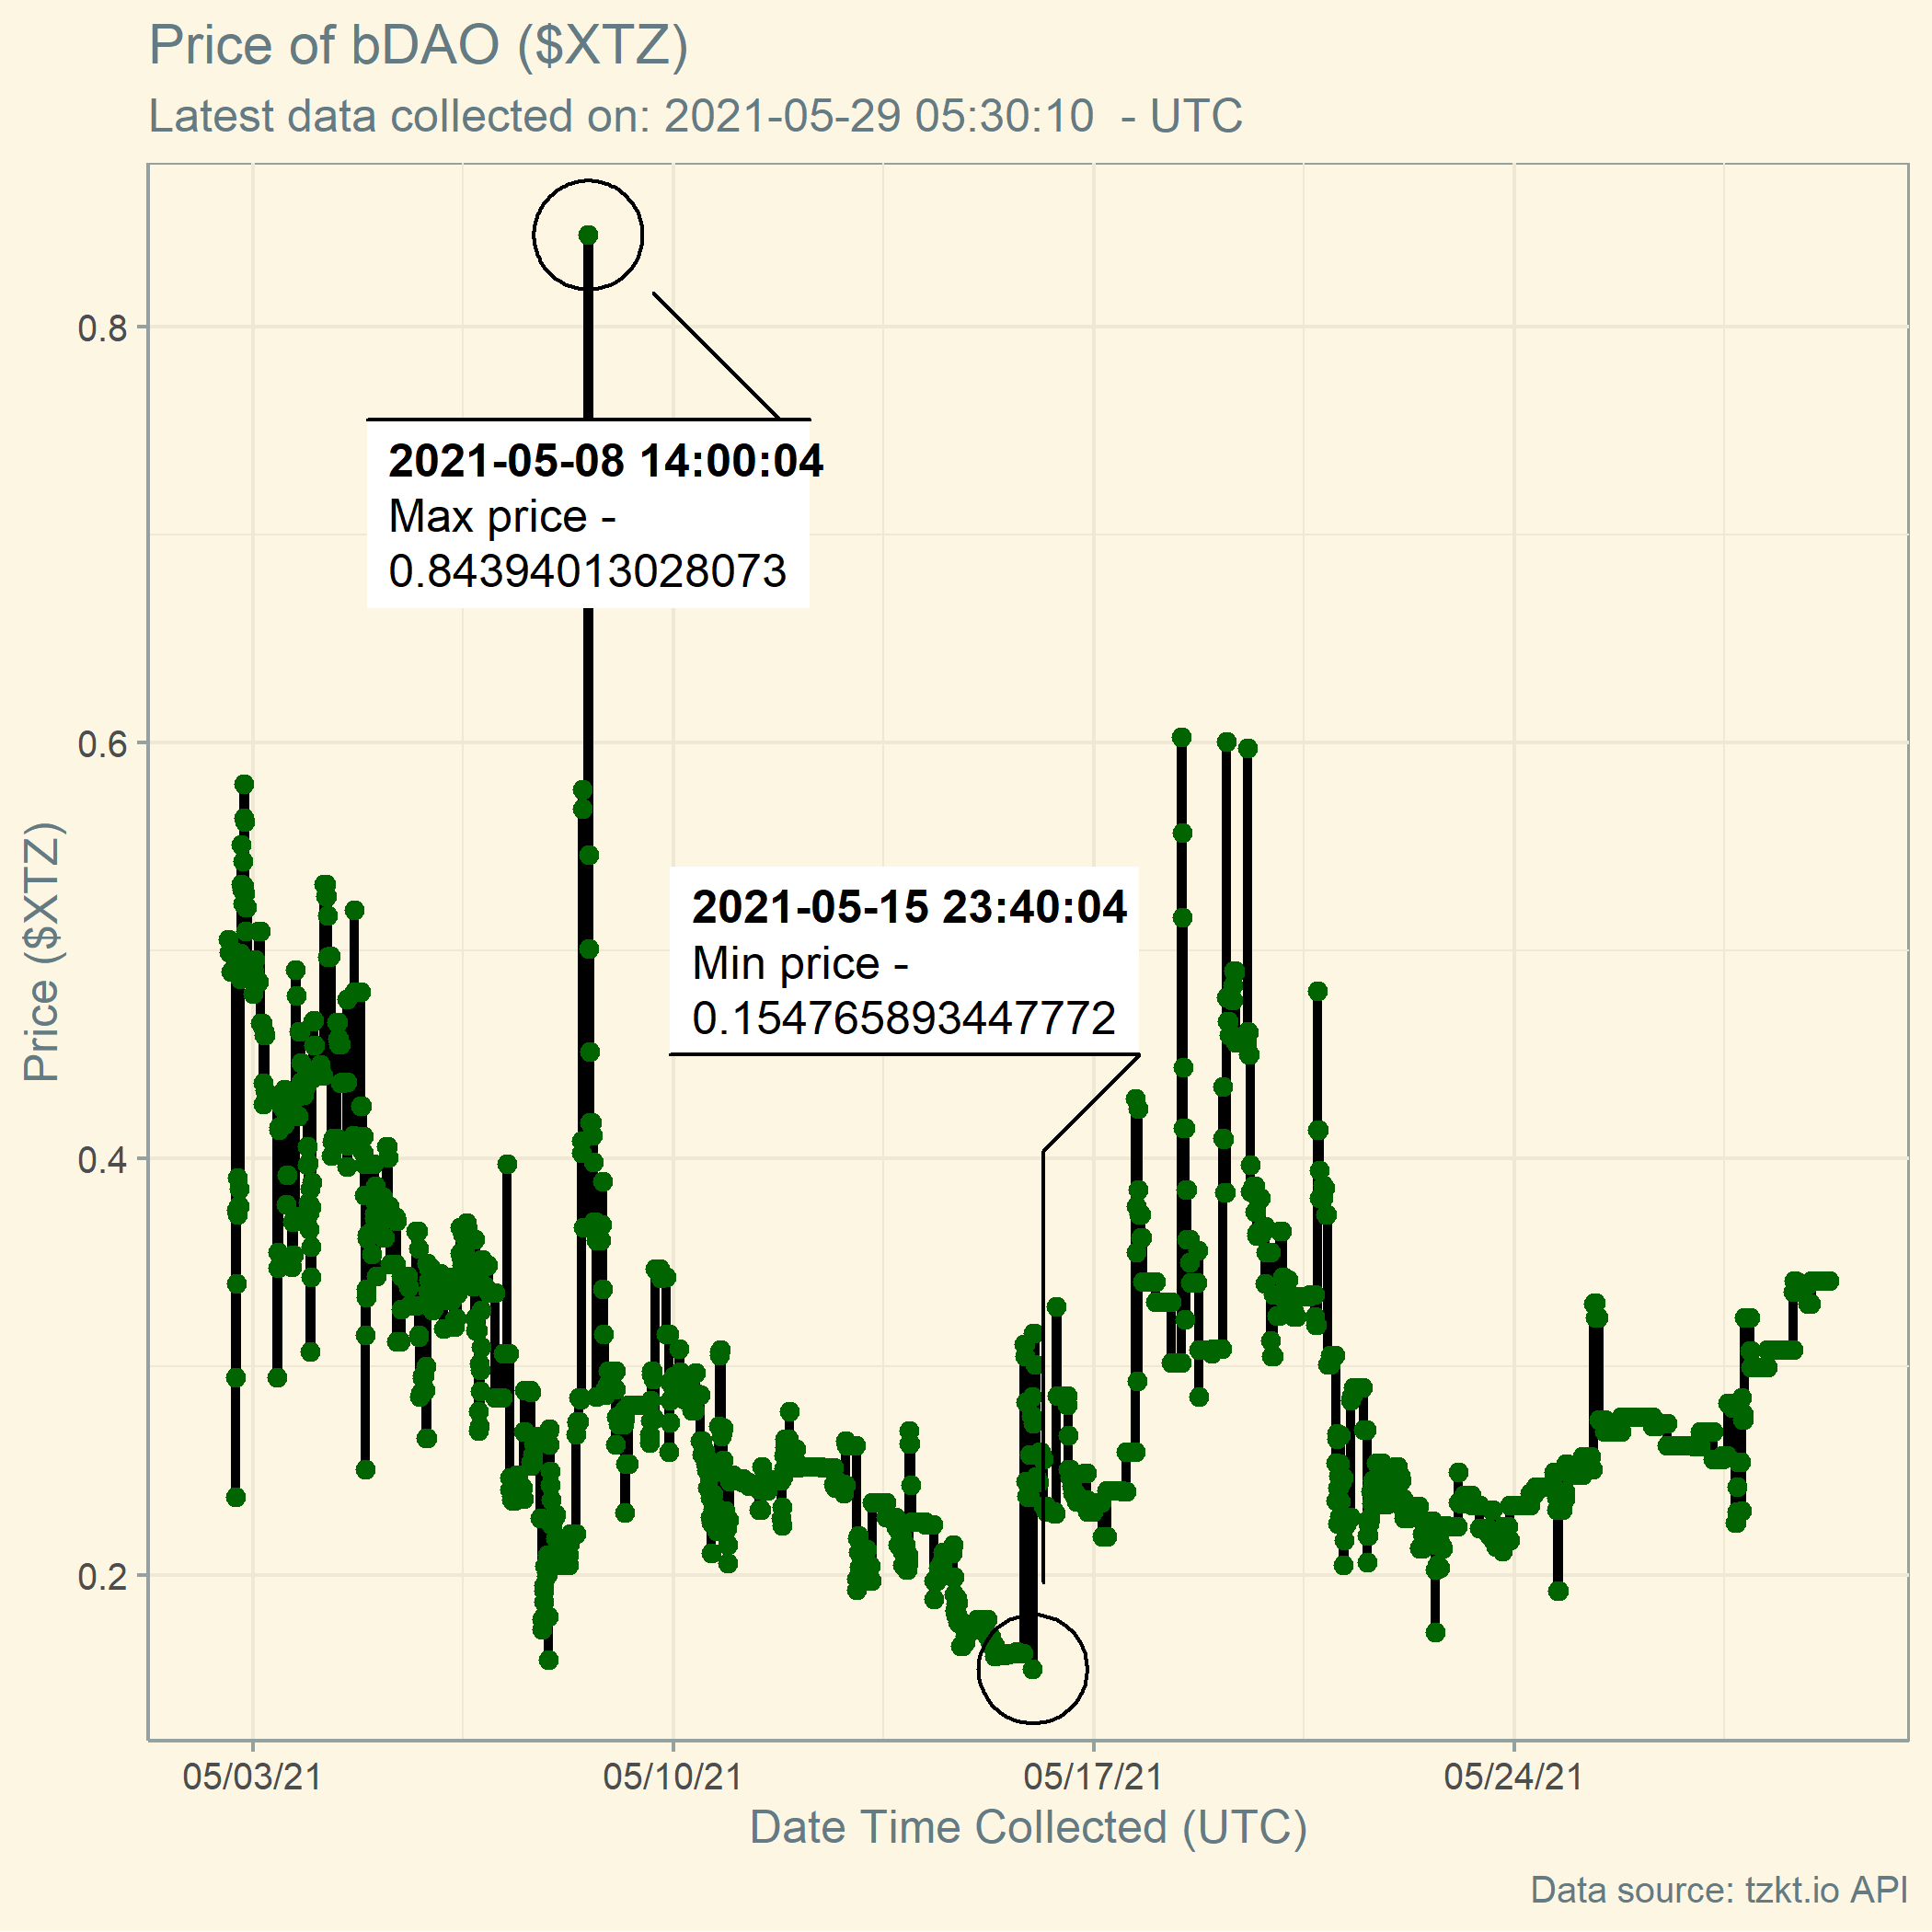 Price of bDAO ($XTZ)
Latest data collected on: 2021-05-29 05:30:10  - UTC
0.8
2021-05-08 14:00:04
Max price -
0.84394013028073
0.6
Price ($XTZ)
2021-05-15 23:40:04
Min price -
0.154765893447772
0.4
0.2
05/03/21 05/10/21 05/17/21 05/24/21
Date Time Collected (UTC)
Data source: tzkt.io API